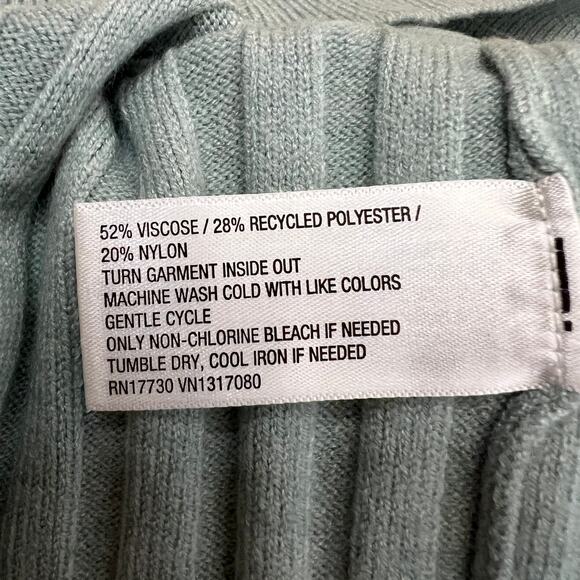 52% VISCOSE / 28% RECYCLED POLYESTER /
20% NYLON
TURN GARMENT INSIDE OUT
MACHINE WASH COLD WITH LIKE COLORS
GENTLE CYCLE
ONLY NON-CHLORINE BLEACH IF NEEDED
TUMBLE DRY, COOL IRON IF NEEDED
RN17730 VN1317080